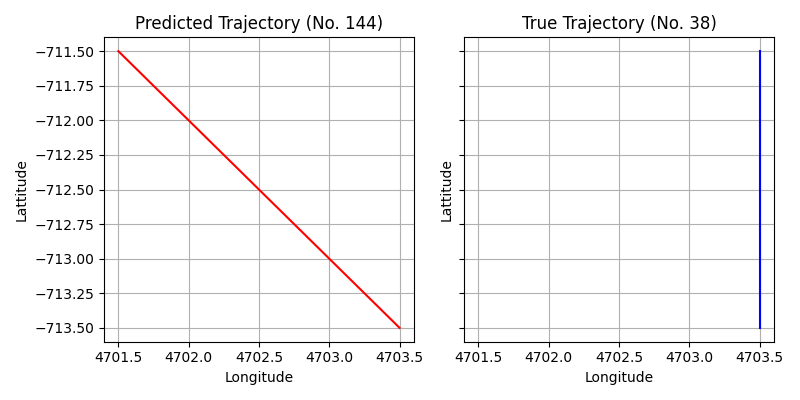 Predicted Trajectory (No. 144)
True Trajectory (No. 38)
−711.50
−711.75
−712.00
−712.25
−712.50
−712.75
−713.00
−713.25
−713.50
Lattitude
Lattitude
4701.5 4702.0 4702.5 4703.0 4703.5
4701.5 4702.0 4702.5 4703.0 4703.5
Longitude
Longitude